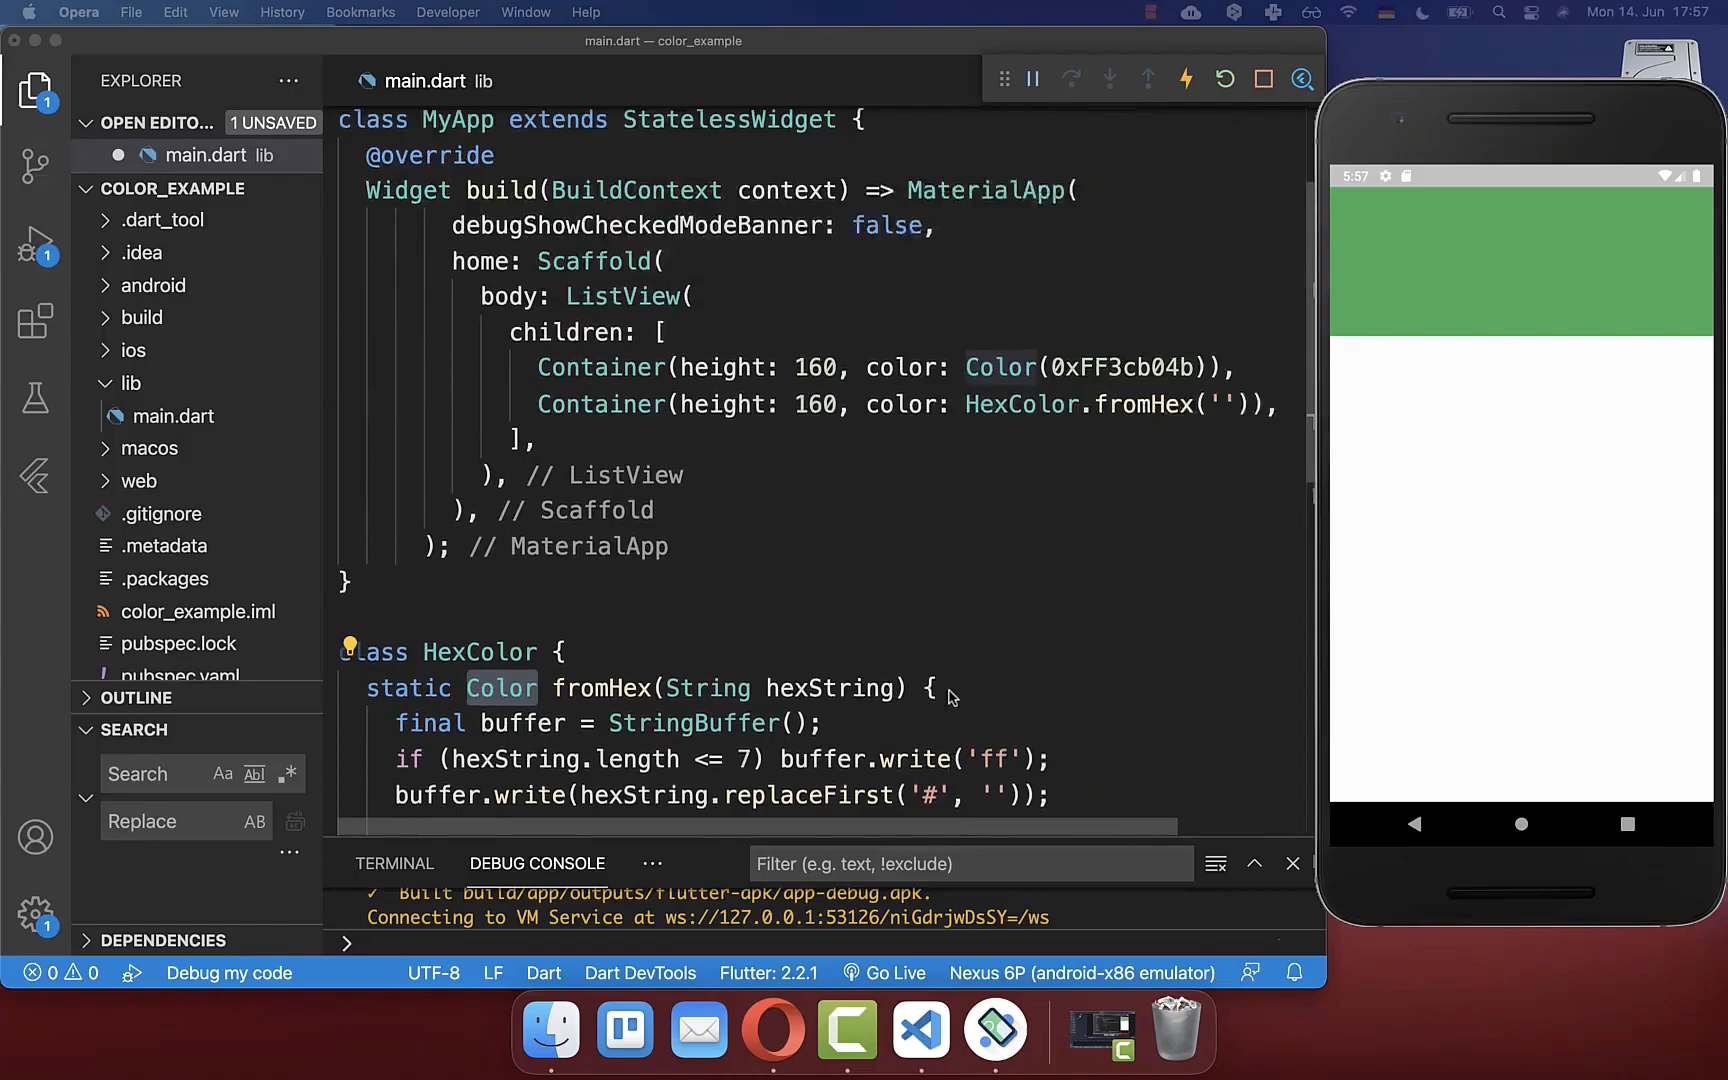 Opera File Edit View History Bookmarks Developer Window Help Mon 14. Jun 17:57
main.dart — color_example
EXPLORER
main.dart lib
OPEN EDITO... 1 UNSAVED
main.dart lib
COLOR_EXAMPLE
.dart_tool
.idea
android
build
ios
lib
main.dart
macos
web
.gitignore
.metadata
.packages
color_example.iml
pubspec.lock
pubspec.yaml
OUTLINE
SEARCH
Search Aa Abl .*
Replace AB
...
DEPENDENCIES
1
1
1
class MyApp extends StatelessWidget {
@override
Widget build(BuildContext context) => MaterialApp(
debugShowCheckedModeBanner: false,
home: Scaffold(
body: ListView(
children: [
Container(height: 160, color: Color(0xFF3cb04b)),
Container(height: 160, color: HexColor.fromHex('')),
],
), // ListView
), // Scaffold
); // MaterialApp
}
class HexColor {
static Color fromHex(String hexString) {
final buffer = StringBuffer();
if (hexString.length <= 7) buffer.write('ff');
buffer.write(hexString.replaceFirst('#', ''));
TERMINAL DEBUG CONSOLE ... Filter (e.g. text, !exclude)
✓ Built build/app/outputs/flutter-apk/app-debug.apk.
Connecting to VM Service at ws://127.0.0.1:53126/niGdrjwDsSY=/ws
>
0 0 Debug my code UTF-8 LF Dart Dart DevTools Flutter: 2.2.1 Go Live Nexus 6P (android-x86 emulator)
5:57